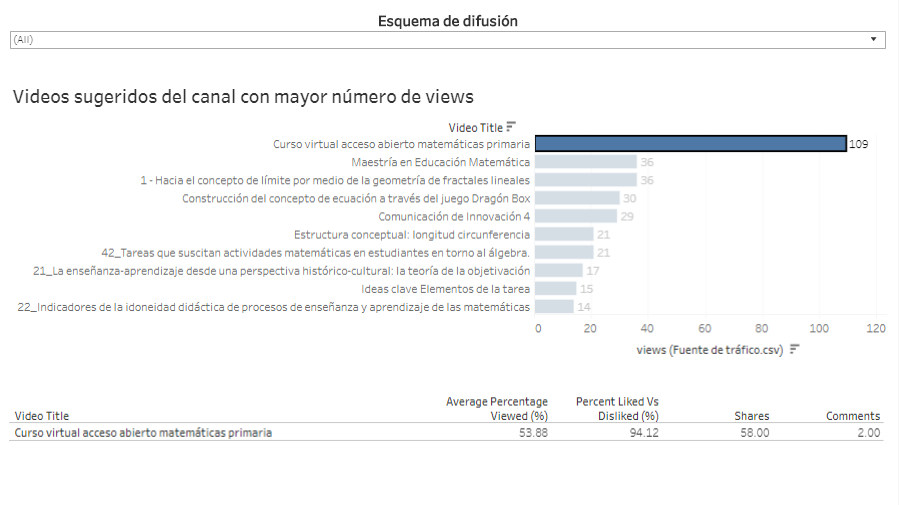 Esquema de difusión
(All)
Videos sugeridos del canal con mayor número de views
Video Title
Curso virtual acceso abierto matemáticas primaria 109
Maestría en Educación Matemática 36
1 - Hacia el concepto de límite por medio de la geometría de fractales lineales 36
Construcción del concepto de ecuación a través del juego Dragón Box 30
Comunicación de Innovación 4 29
Estructura conceptual: longitud circunferencia 21
42_Tareas que suscitan actividades matemáticas en estudiantes en torno al álgebra. 21
21_La enseñanza-aprendizaje desde una perspectiva histórico-cultural: la teoría de la objetivación 17
Ideas clave Elementos de la tarea 15
22_Indicadores de la idoneidad didáctica de procesos de enseñanza y aprendizaje de las matemáticas 14
0 20 40 60 80 100 120
views (Fuente de tráfico.csv)
Average Percentage Percent Liked Vs
Video Title Viewed (%) Disliked (%) Shares Comments
Curso virtual acceso abierto matemáticas primaria 53.88 94.12 58.00 2.00